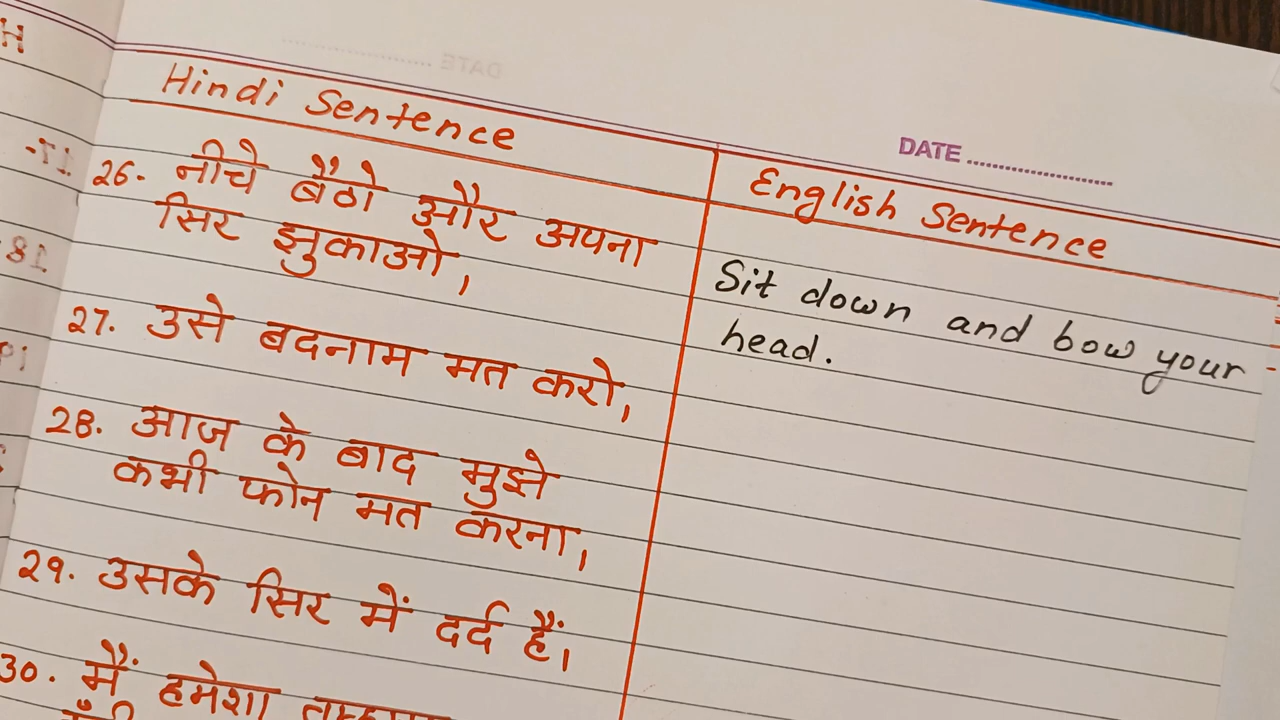 Hindi Sentence
DATE ........................
English Sentence
26. नीचे बैठो और अपना
सिर झुकाओ,
Sit down and bow your
head.
27. उसे बदनाम मत करो,
28. आज के बाद मुझे
कभी फोन मत करना,
29. उसके सिर में दर्द हैं।
30. मैं हमेशा